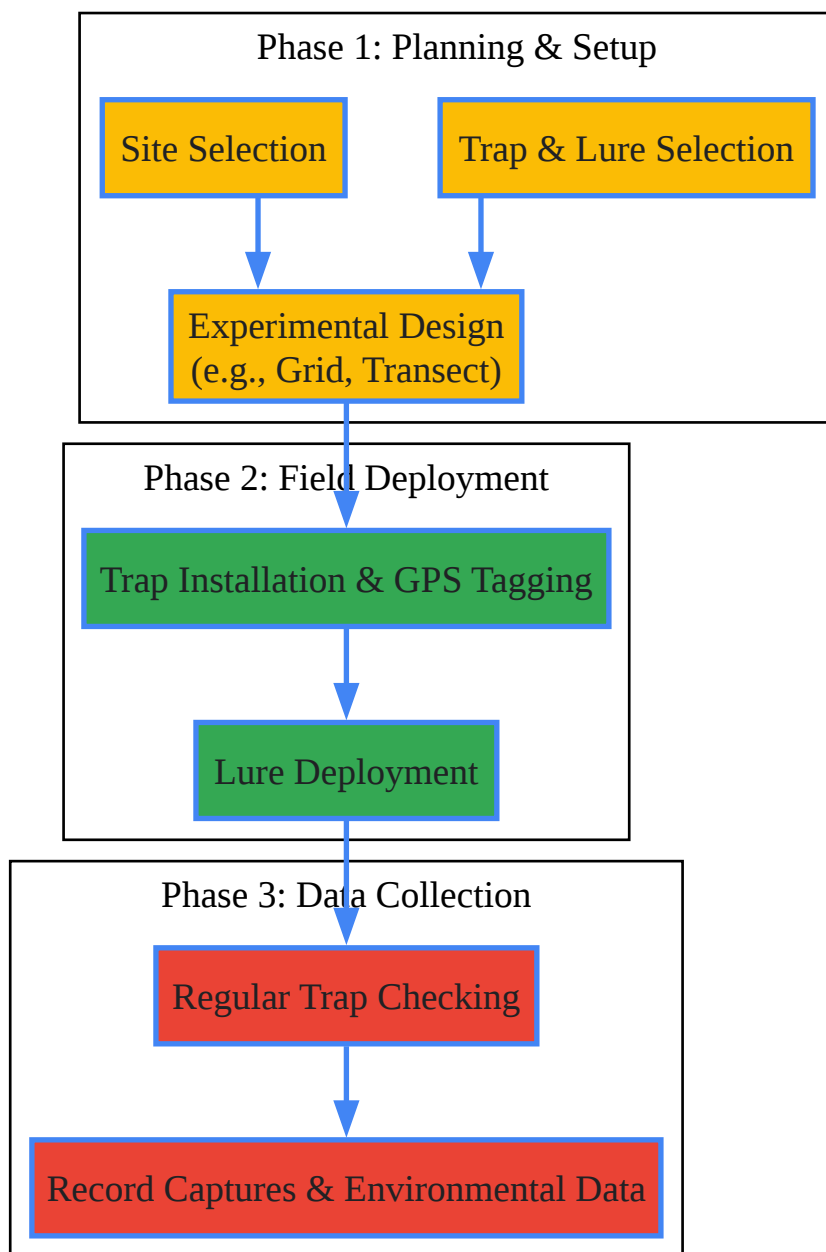 Phase 1: Planning & Setup
Site Selection
Trap & Lure Selection
Experimental Design
(e.g., Grid, Transect)
Phase 2: Field Deployment
Trap Installation & GPS Tagging
Lure Deployment
Phase 3: Data Collection
Regular Trap Checking
Record Captures & Environmental Data